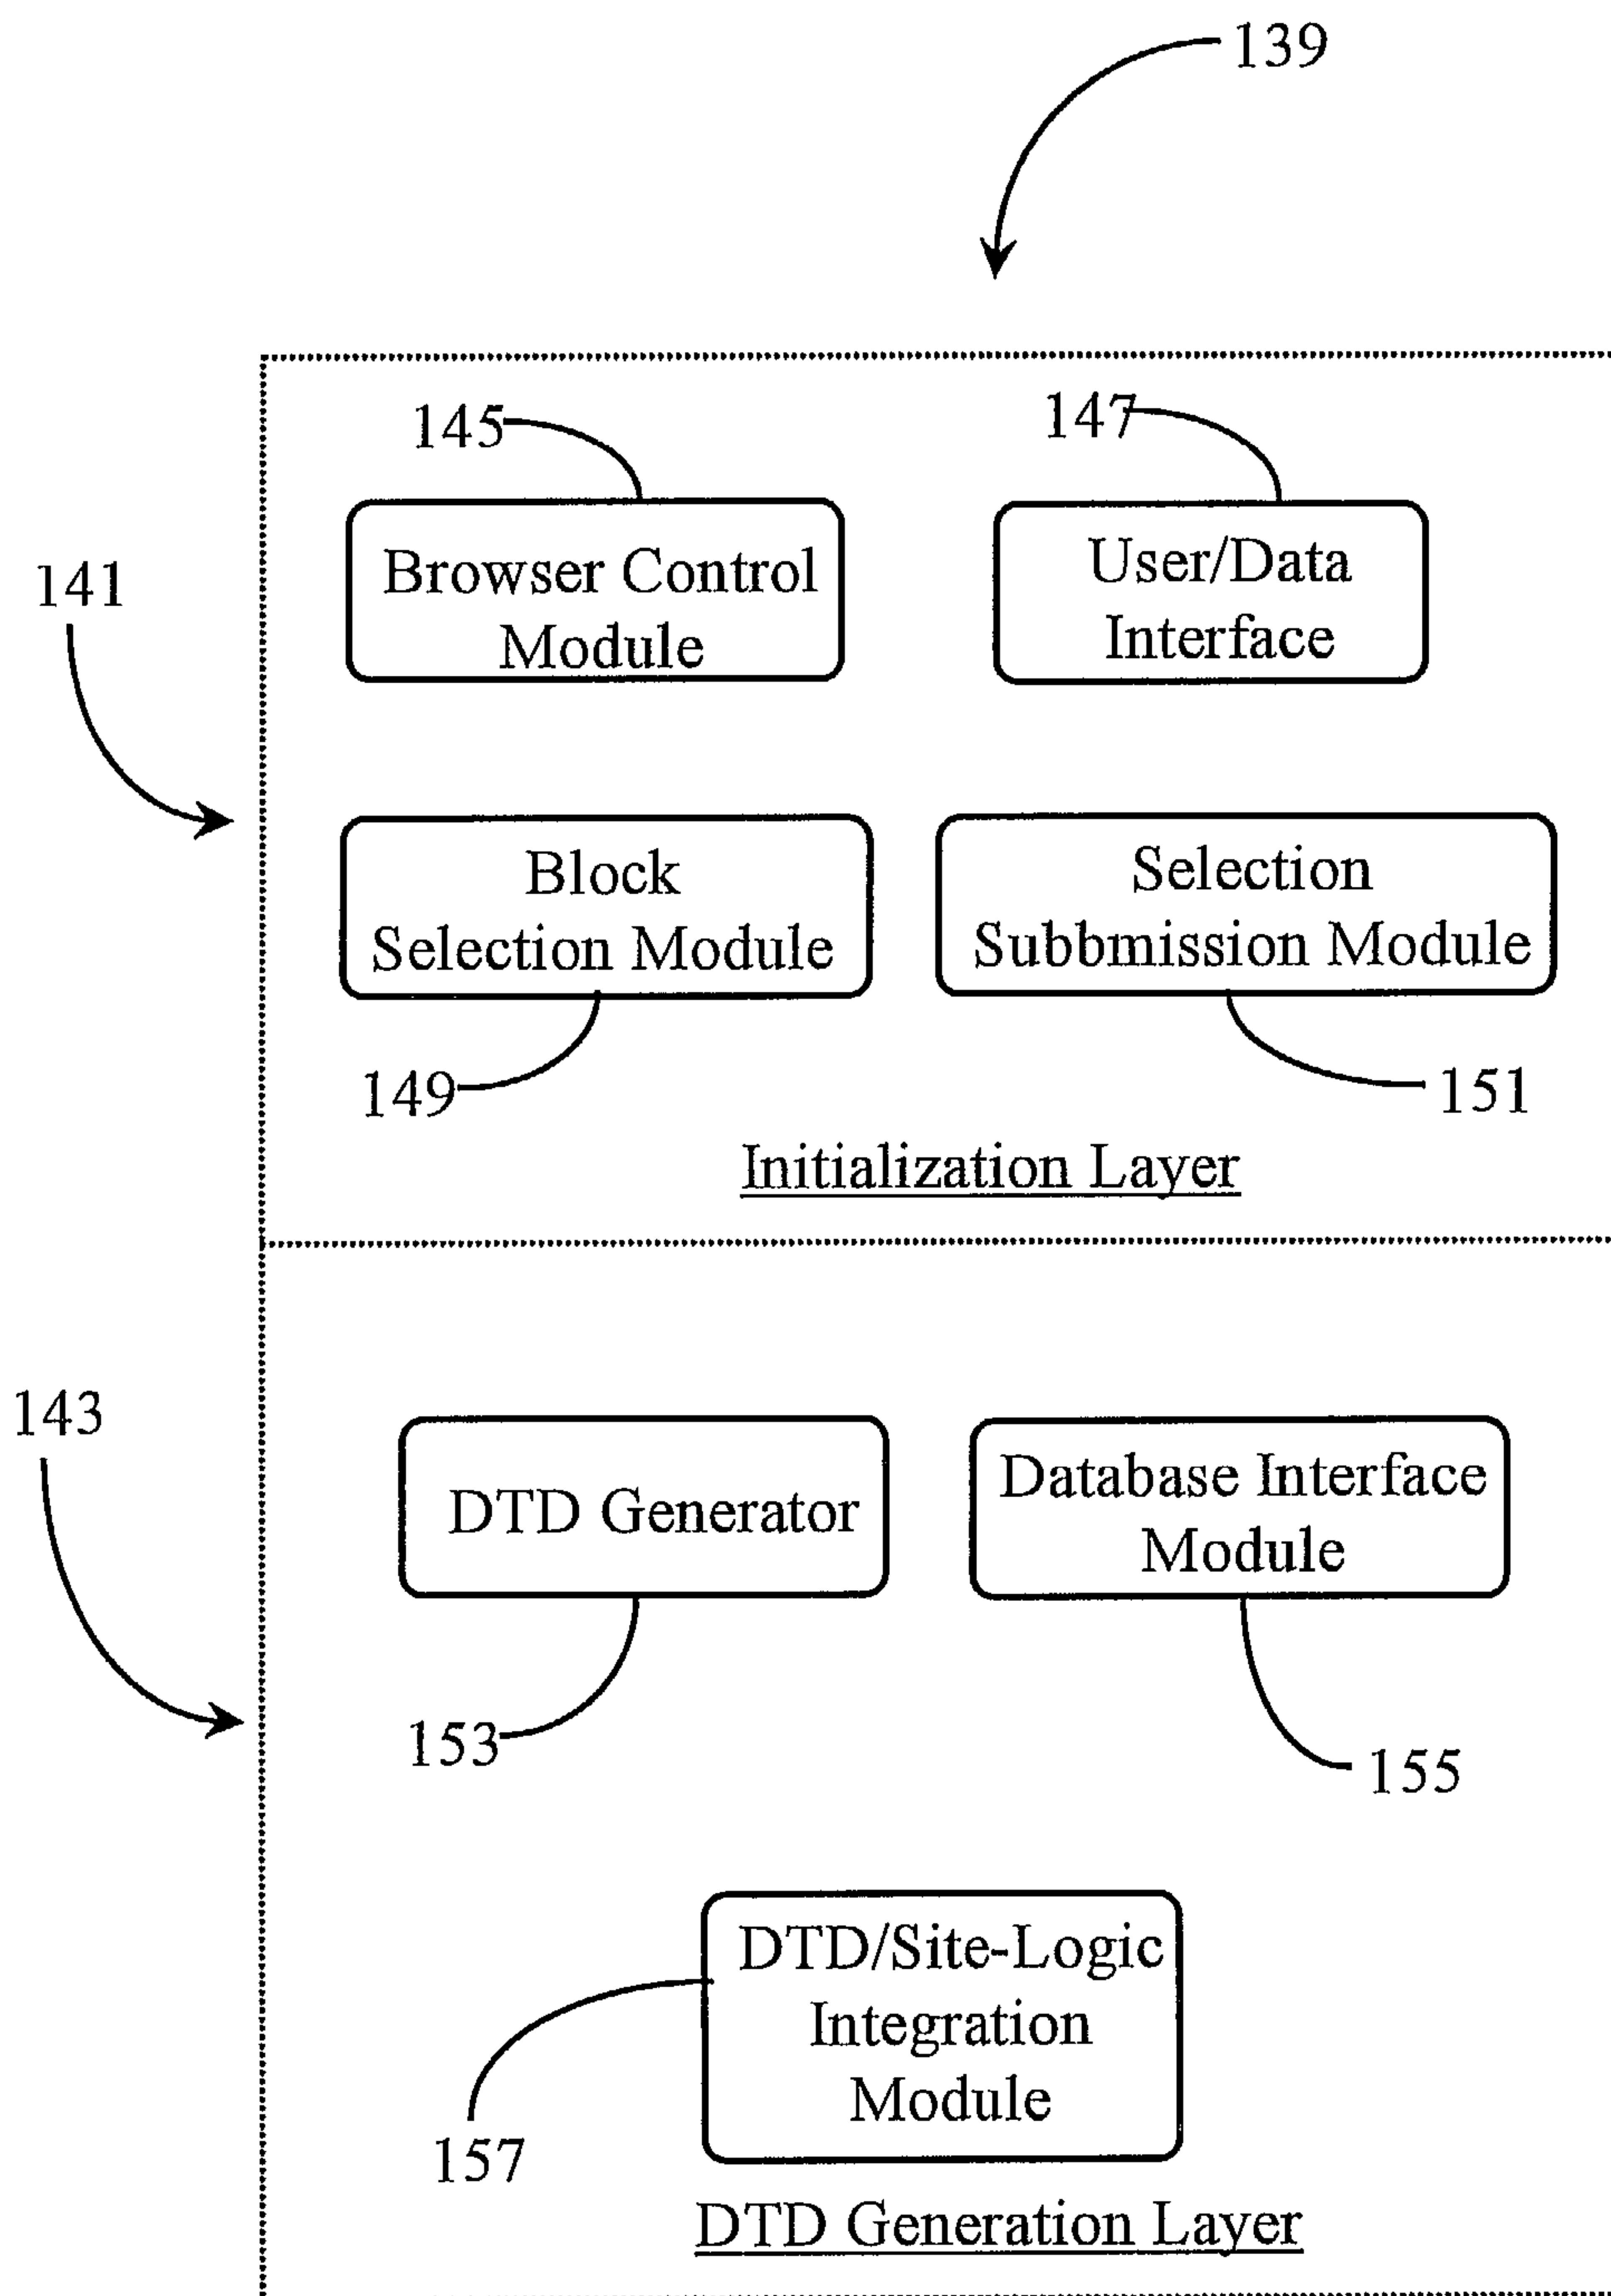 139
145
147
Browser Control
Module
User/Data
Interface
141
Block
Selection Module
Selection
Subbmission Module
149
151
Initialization Layer
143
DTD Generator
Database Interface
Module
153
155
DTD/Site-Logic
Integration
Module
157
DTD Generation Layer